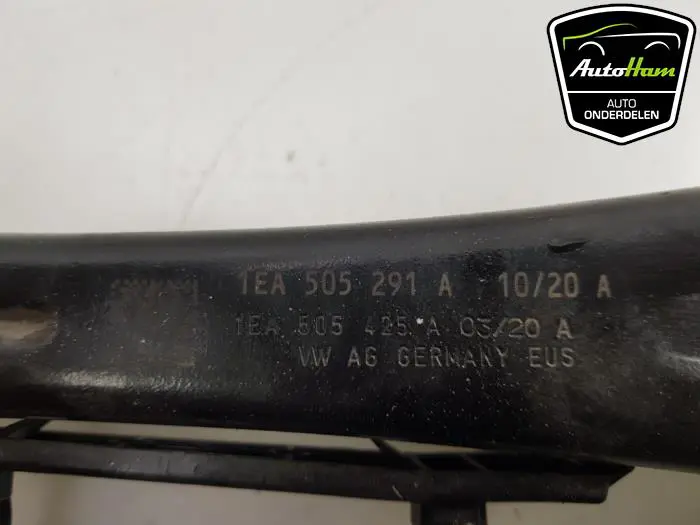 AutoHam
AUTO
ONDERDELEN
1EA 505 291 A 10/20 A
1EA 505 425 A 03/20 A
VW AG GERMANY EUS